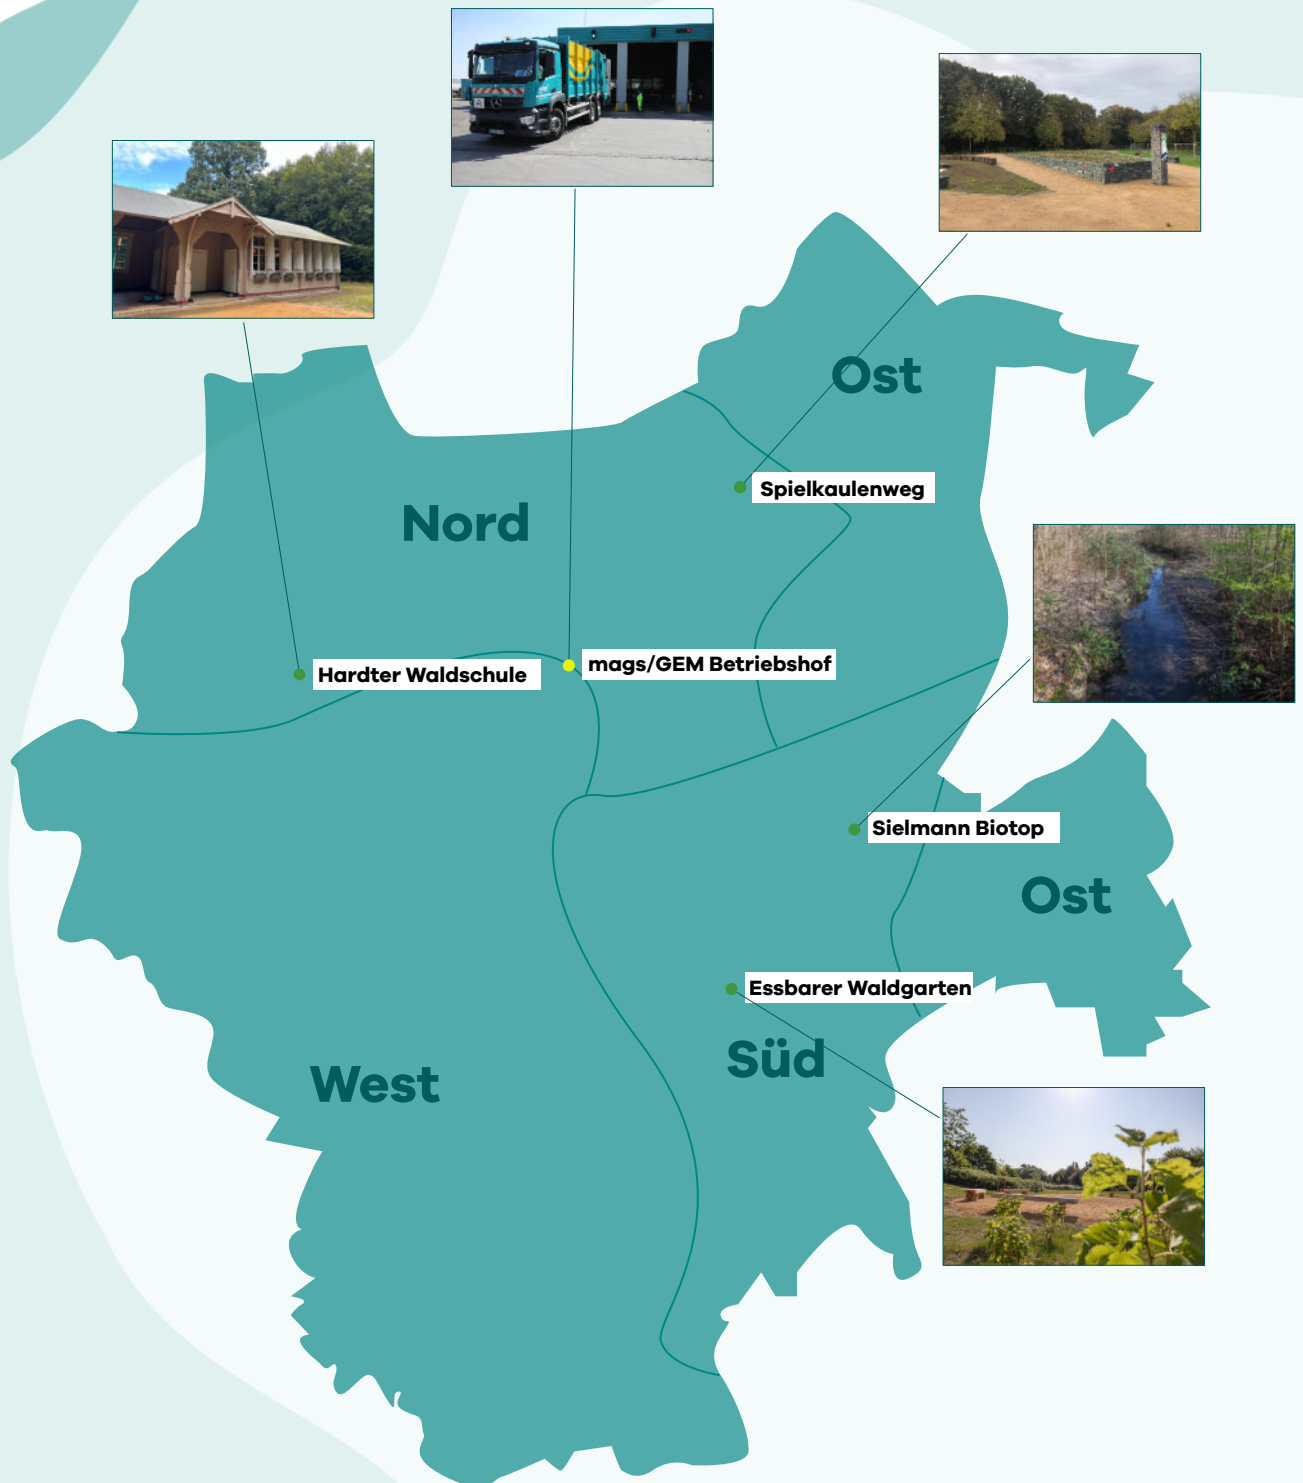 Ost
Spielkaulenweg
Nord
mags/GEM Betriebshof
Hardter Waldschule
Sielmann Biotop
Ost
Essbarer Waldgarten
Süd
West